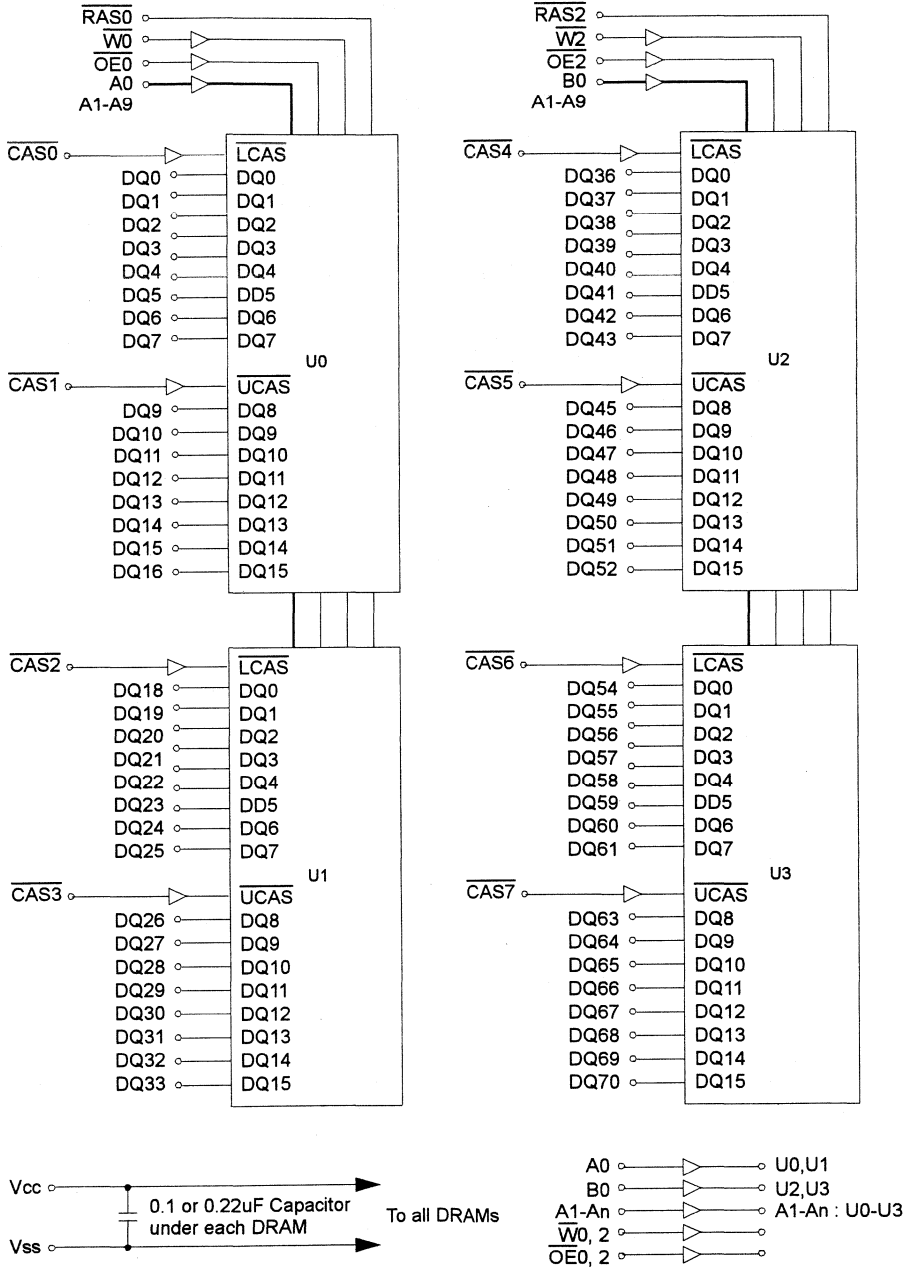 RAS0
W0
OE0
A0
A1-A9
CAS0
LCAS
DQ0 DQ0
DQ1 DQ1
DQ2 DQ2
DQ3 DQ3
DQ4 DQ4
DQ5 DD5
DQ6 DQ6
DQ7 DQ7
U0
CAS1
UCAS
DQ9 DQ8
DQ10 DQ9
DQ11 DQ10
DQ12 DQ11
DQ13 DQ12
DQ14 DQ13
DQ15 DQ14
DQ16 DQ15
CAS2
LCAS
DQ18 DQ0
DQ19 DQ1
DQ20 DQ2
DQ21 DQ3
DQ22 DQ4
DQ23 DD5
DQ24 DQ6
DQ25 DQ7
U1
CAS3
UCAS
DQ26 DQ8
DQ27 DQ9
DQ28 DQ10
DQ29 DQ11
DQ30 DQ12
DQ31 DQ13
DQ32 DQ14
DQ33 DQ15
RAS2
W2
OE2
B0
A1-A9
CAS4
LCAS
DQ36 DQ0
DQ37 DQ1
DQ38 DQ2
DQ39 DQ3
DQ40 DQ4
DQ41 DD5
DQ42 DQ6
DQ43 DQ7
U2
CAS5
UCAS
DQ45 DQ8
DQ46 DQ9
DQ47 DQ10
DQ48 DQ11
DQ49 DQ12
DQ50 DQ13
DQ51 DQ14
DQ52 DQ15
CAS6
LCAS
DQ54 DQ0
DQ55 DQ1
DQ56 DQ2
DQ57 DQ3
DQ58 DQ4
DQ59 DD5
DQ60 DQ6
DQ61 DQ7
U3
CAS7
UCAS
DQ63 DQ8
DQ64 DQ9
DQ65 DQ10
DQ66 DQ11
DQ67 DQ12
DQ68 DQ13
DQ69 DQ14
DQ70 DQ15
Vcc
0.1 or 0.22uF Capacitor
under each DRAM
Vss
To all DRAMs
A0 U0,U1
B0 U2,U3
A1-An A1-An : U0-U3
W0, 2
OE0, 2